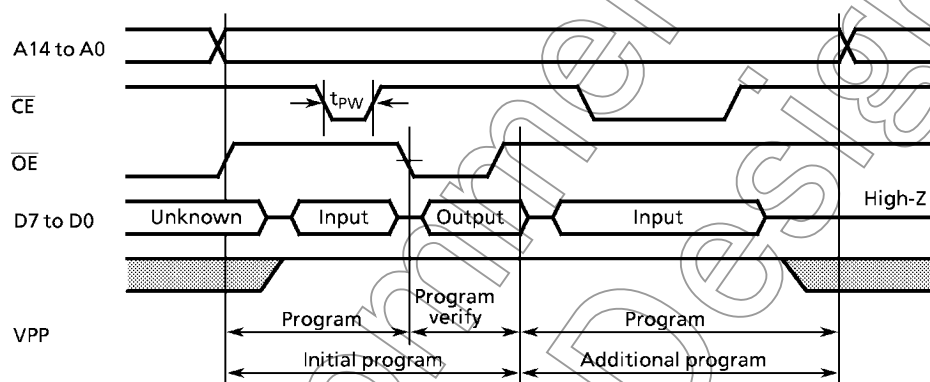 A14 to A0
CE
tPW
OE
D7 to D0
Unknown
Input
Output
Input
High-Z
VPP
Program
Program
verify
Program
Initial program
Additional program